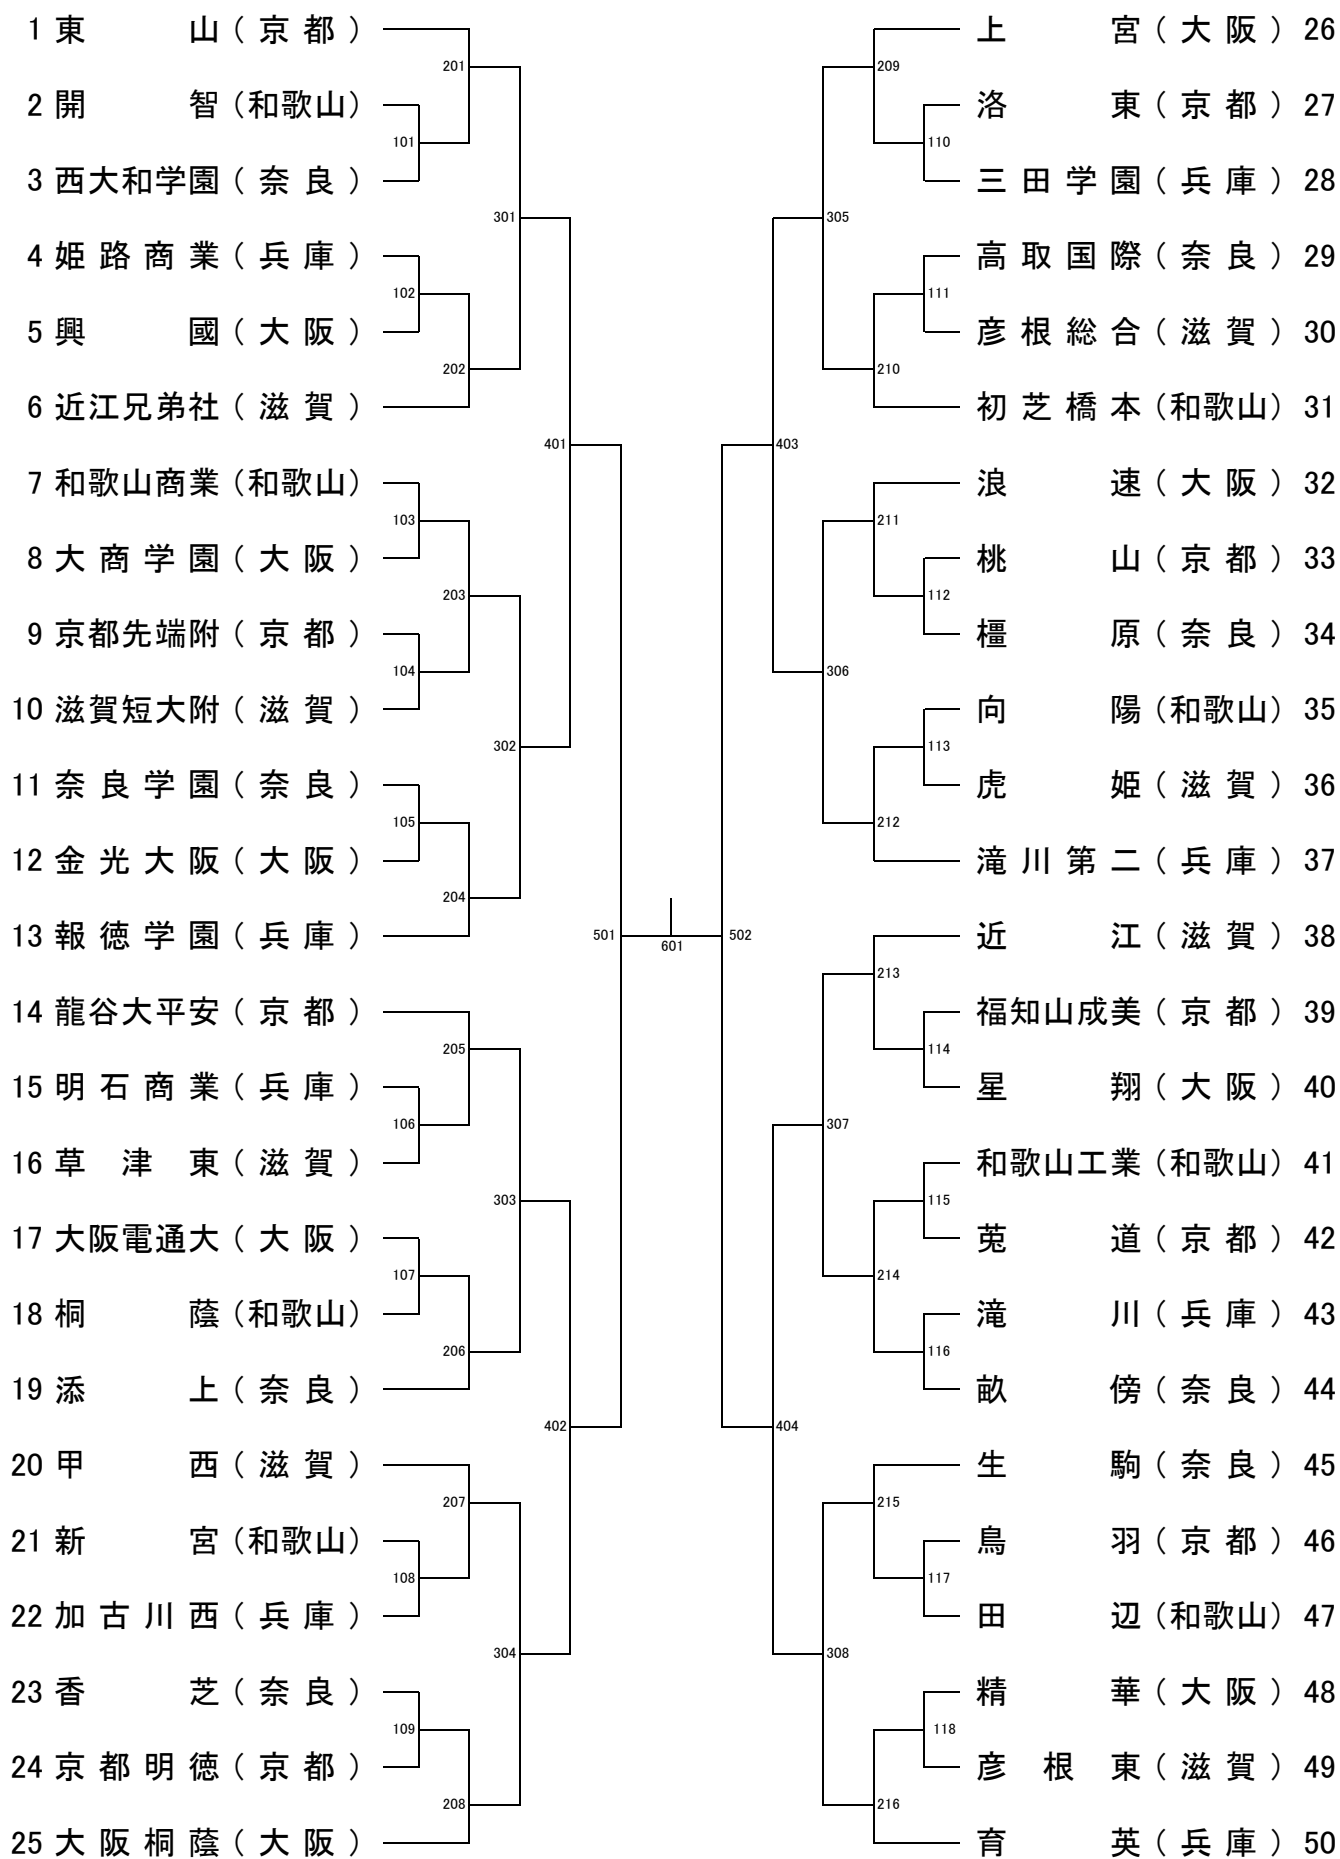 1 東 山 ( 京 都 )
201
2 開 智 (和歌山)
101
3 西大和学園 ( 奈 良 )
301
4 姫 路 商 業 ( 兵 庫 )
102
5 興 國 ( 大 阪 )
202
6 近江兄弟社 ( 滋 賀 )
401
7 和歌山商業 (和歌山)
103
8 大 商 学 園 ( 大 阪 )
203
9 京都先端附 ( 京 都 )
104
10 滋賀短大附 ( 滋 賀 )
302
11 奈 良 学 園 ( 奈 良 )
105
12 金 光 大 阪 ( 大 阪 )
204
13 報 徳 学 園 ( 兵 庫 )
501
601
502
14 龍谷大平安 ( 京 都 )
205
15 明 石 商 業 ( 兵 庫 )
106
16 草 津 東 ( 滋 賀 )
303
17 大阪電通大 ( 大 阪 )
107
18 桐 蔭 (和歌山)
206
19 添 上 ( 奈 良 )
402
20 甲 西 ( 滋 賀 )
207
21 新 宮 (和歌山)
108
22 加 古 川 西 ( 兵 庫 )
304
23 香 芝 ( 奈 良 )
109
24 京 都 明 徳 ( 京 都 )
208
25 大 阪 桐 蔭 ( 大 阪 )
上 宮 ( 大 阪 ) 26
209
洛 東 ( 京 都 ) 27
110
三 田 学 園 ( 兵 庫 ) 28
305
高 取 国 際 ( 奈 良 ) 29
111
彦 根 総 合 ( 滋 賀 ) 30
210
初 芝 橋 本 (和歌山) 31
403
浪 速 ( 大 阪 ) 32
211
桃 山 ( 京 都 ) 33
112
橿 原 ( 奈 良 ) 34
306
向 陽 (和歌山) 35
113
虎 姫 ( 滋 賀 ) 36
212
滝 川 第 二 ( 兵 庫 ) 37
近 江 ( 滋 賀 ) 38
213
福知山成美 ( 京 都 ) 39
114
星 翔 ( 大 阪 ) 40
307
和歌山工業 (和歌山) 41
115
莵 道 ( 京 都 ) 42
214
滝 川 ( 兵 庫 ) 43
116
畝 傍 ( 奈 良 ) 44
404
生 駒 ( 奈 良 ) 45
215
鳥 羽 ( 京 都 ) 46
117
田 辺 (和歌山) 47
308
精 華 ( 大 阪 ) 48
118
彦 根 東 ( 滋 賀 ) 49
216
育 英 ( 兵 庫 ) 50